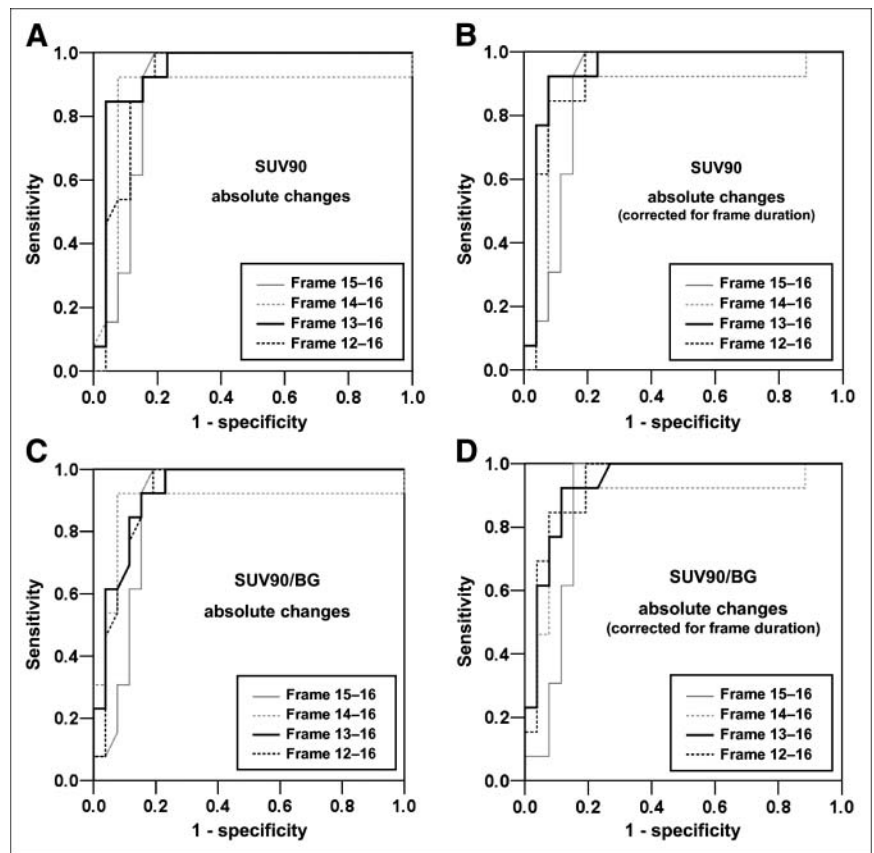 A
1.0
0.8
0.6
0.4
0.2
0.0
Sensitivity
SUV90
absolute changes
Frame 15–16
Frame 14–16
Frame 13–16
Frame 12–16
0.0 0.2 0.4 0.6 0.8 1.0
1 - specificity
B
1.0
0.8
0.6
0.4
0.2
0.0
Sensitivity
SUV90
absolute changes
(corrected for frame duration)
Frame 15–16
Frame 14–16
Frame 13–16
Frame 12–16
0.0 0.2 0.4 0.6 0.8 1.0
1 - specificity
C
1.0
0.8
0.6
0.4
0.2
0.0
Sensitivity
SUV90/BG
absolute changes
Frame 15–16
Frame 14–16
Frame 13–16
Frame 12–16
0.0 0.2 0.4 0.6 0.8 1.0
1 - specificity
D
1.0
0.8
0.6
0.4
0.2
0.0
Sensitivity
SUV90/BG
absolute changes
(corrected for frame duration)
Frame 15–16
Frame 14–16
Frame 13–16
Frame 12–16
0.0 0.2 0.4 0.6 0.8 1.0
1 - specificity